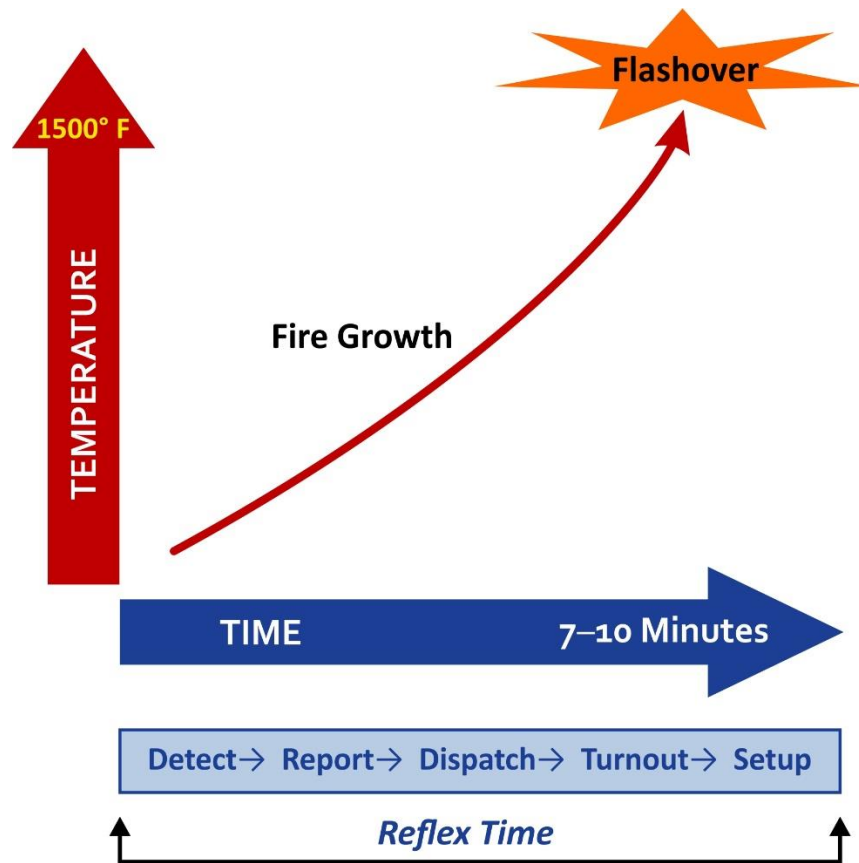 Flashover
1500° F
TEMPERATURE
Fire Growth
TIME
7–10 Minutes
Detect→ Report→ Dispatch→ Turnout→ Setup
Reflex Time